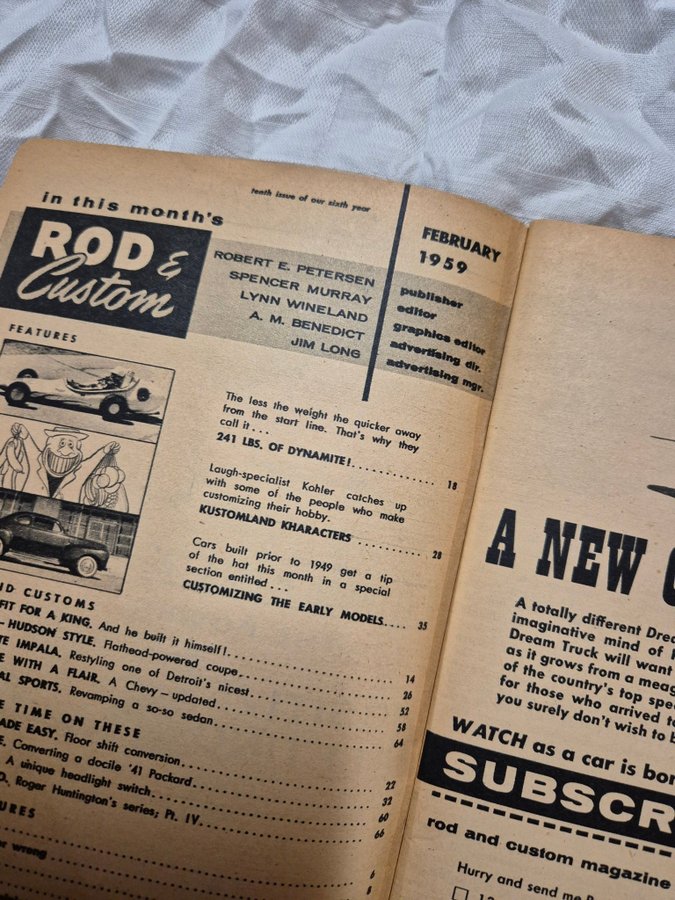 tenth issue of our sixth year
in this month's
ROD &
Custom
FEBRUARY
1959
ROBERT E. PETERSEN publisher
SPENCER MURRAY editor
LYNN WINELAND graphics editor
A. M. BENEDICT advertising dir.
JIM LONG advertising mgr.
FEATURES
The less the weight the quicker away
from the start line. That's why they
call it . . .
241 LBS. OF DYNAMITE! 18
Laugh-specialist Kohler catches up
with some of the people who make
customizing their hobby.
KUSTOMLAND KHARACTERS 28
Cars built prior to 1949 get a tip
of the hat this month in a special
section entitled . . .
CUSTOMIZING THE EARLY MODELS 35
CUSTOMS
FIT FOR A KING. And he built it himself! 14
—HUDSON STYLE. Flathead-powered coupe 26
IMPALA. Restyling one of Detroit's nicest 52
WITH A FLAIR. A Chevy — updated 58
SPORTS. Revamping a so-so sedan 64
TIME ON THESE
EASY. Floor shift conversion 22
Converting a docile '41 Packard 32
A unique headlight switch 60
Roger Huntington's series; Pt. IV 66
wrong 6
8
A NEW
A totally different
imaginative mind of
Dream Truck will want
as it grows from a
of the country's top
for those who arrived
you surely don't wish to
WATCH as a car is
rod and custom magazine
Hurry and send me